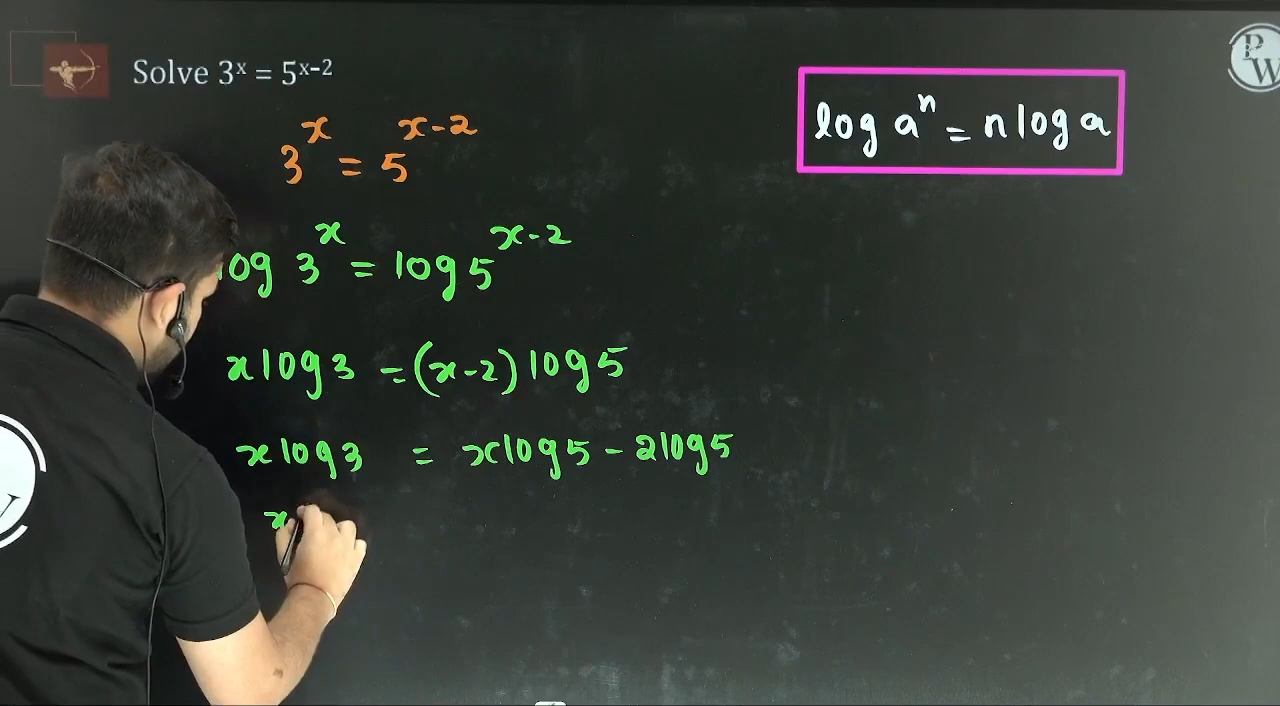 Solve 3ˣ = 5ˣ⁻²
PW
log aⁿ = n log a
3ˣ = 5ˣ⁻²
log 3ˣ = log 5ˣ⁻²
x log 3 = (x-2) log 5
x log 3 = x log 5 - 2 log 5
x